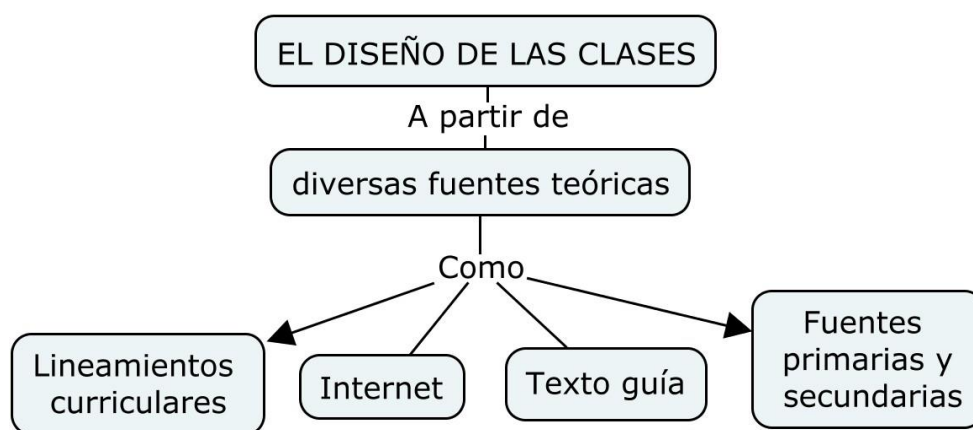 EL DISEÑO DE LAS CLASES
A partir de
diversas fuentes teóricas
Como
Lineamientos
curriculares
Internet
Texto guía
Fuentes
primarias y
secundarias